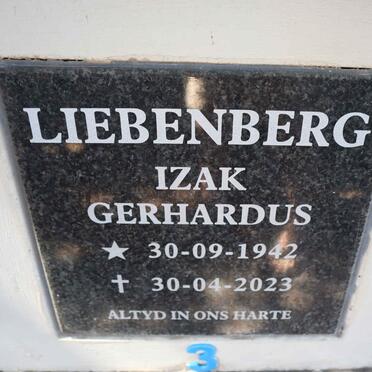 LIEBENBERG
IZAK
GERHARDUS
★ 30-09-1942
✝ 30-04-2023
ALTYD IN ONS HARTE
3